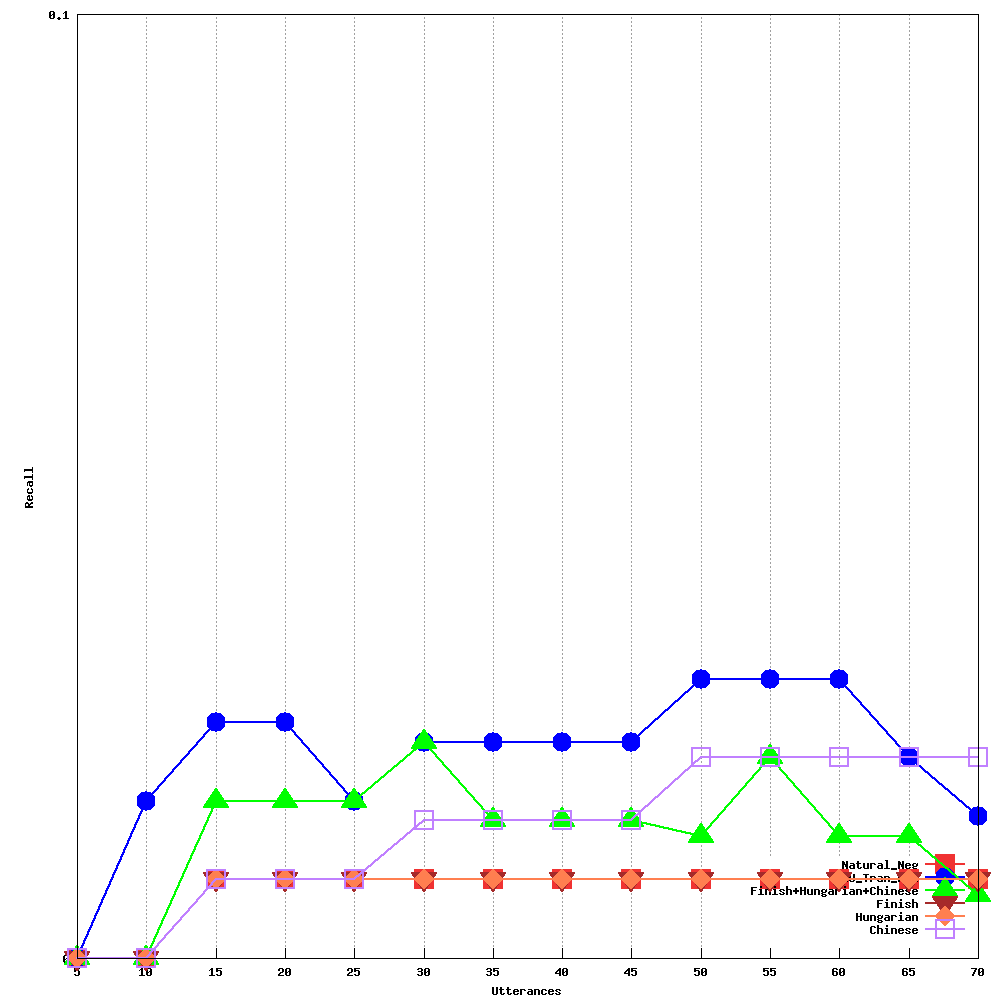 0.1
Recall
Natural_Neg
Finish+Hungarian+Chinese
Finish
Hungarian
Chinese
0
5 10 15 20 25 30 35 40 45 50 55 60 65 70
Utterances